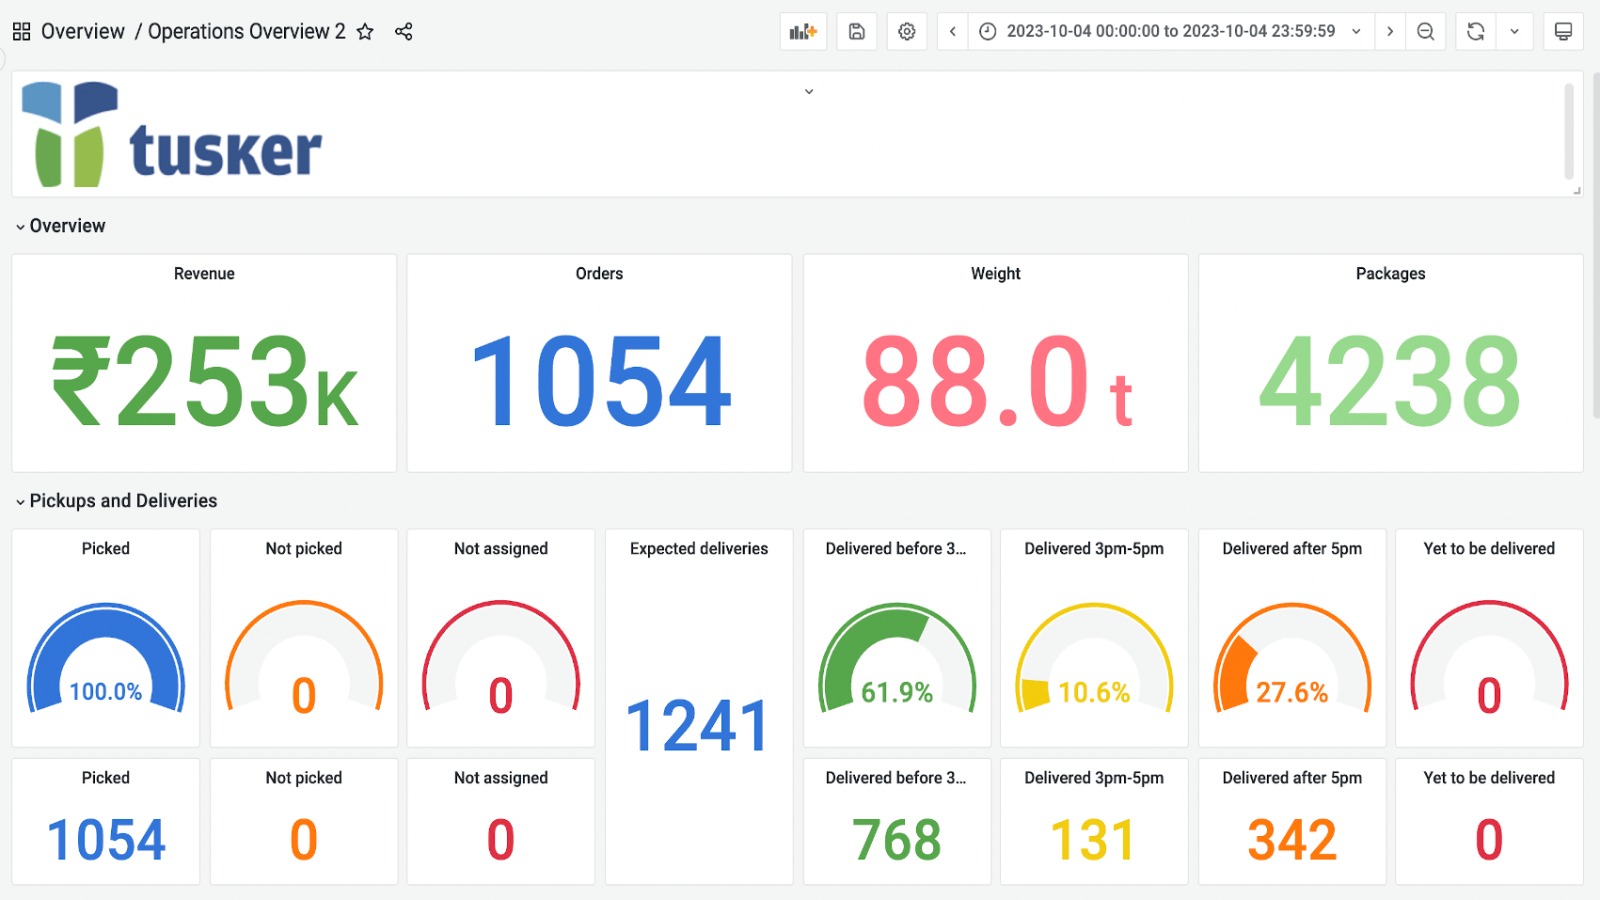 Overview / Operations Overview 2
2023-10-04 00:00:00 to 2023-10-04 23:59:59
tusker
Overview
Revenue
₹253K
Orders
1054
Weight
88.0 t
Packages
4238
Pickups and Deliveries
Picked
100.0%
Not picked
0
Not assigned
0
Expected deliveries
1241
Delivered before 3...
61.9%
Delivered 3pm-5pm
10.6%
Delivered after 5pm
27.6%
Yet to be delivered
0
Picked
1054
Not picked
0
Not assigned
0
Delivered before 3...
768
Delivered 3pm-5pm
131
Delivered after 5pm
342
Yet to be delivered
0